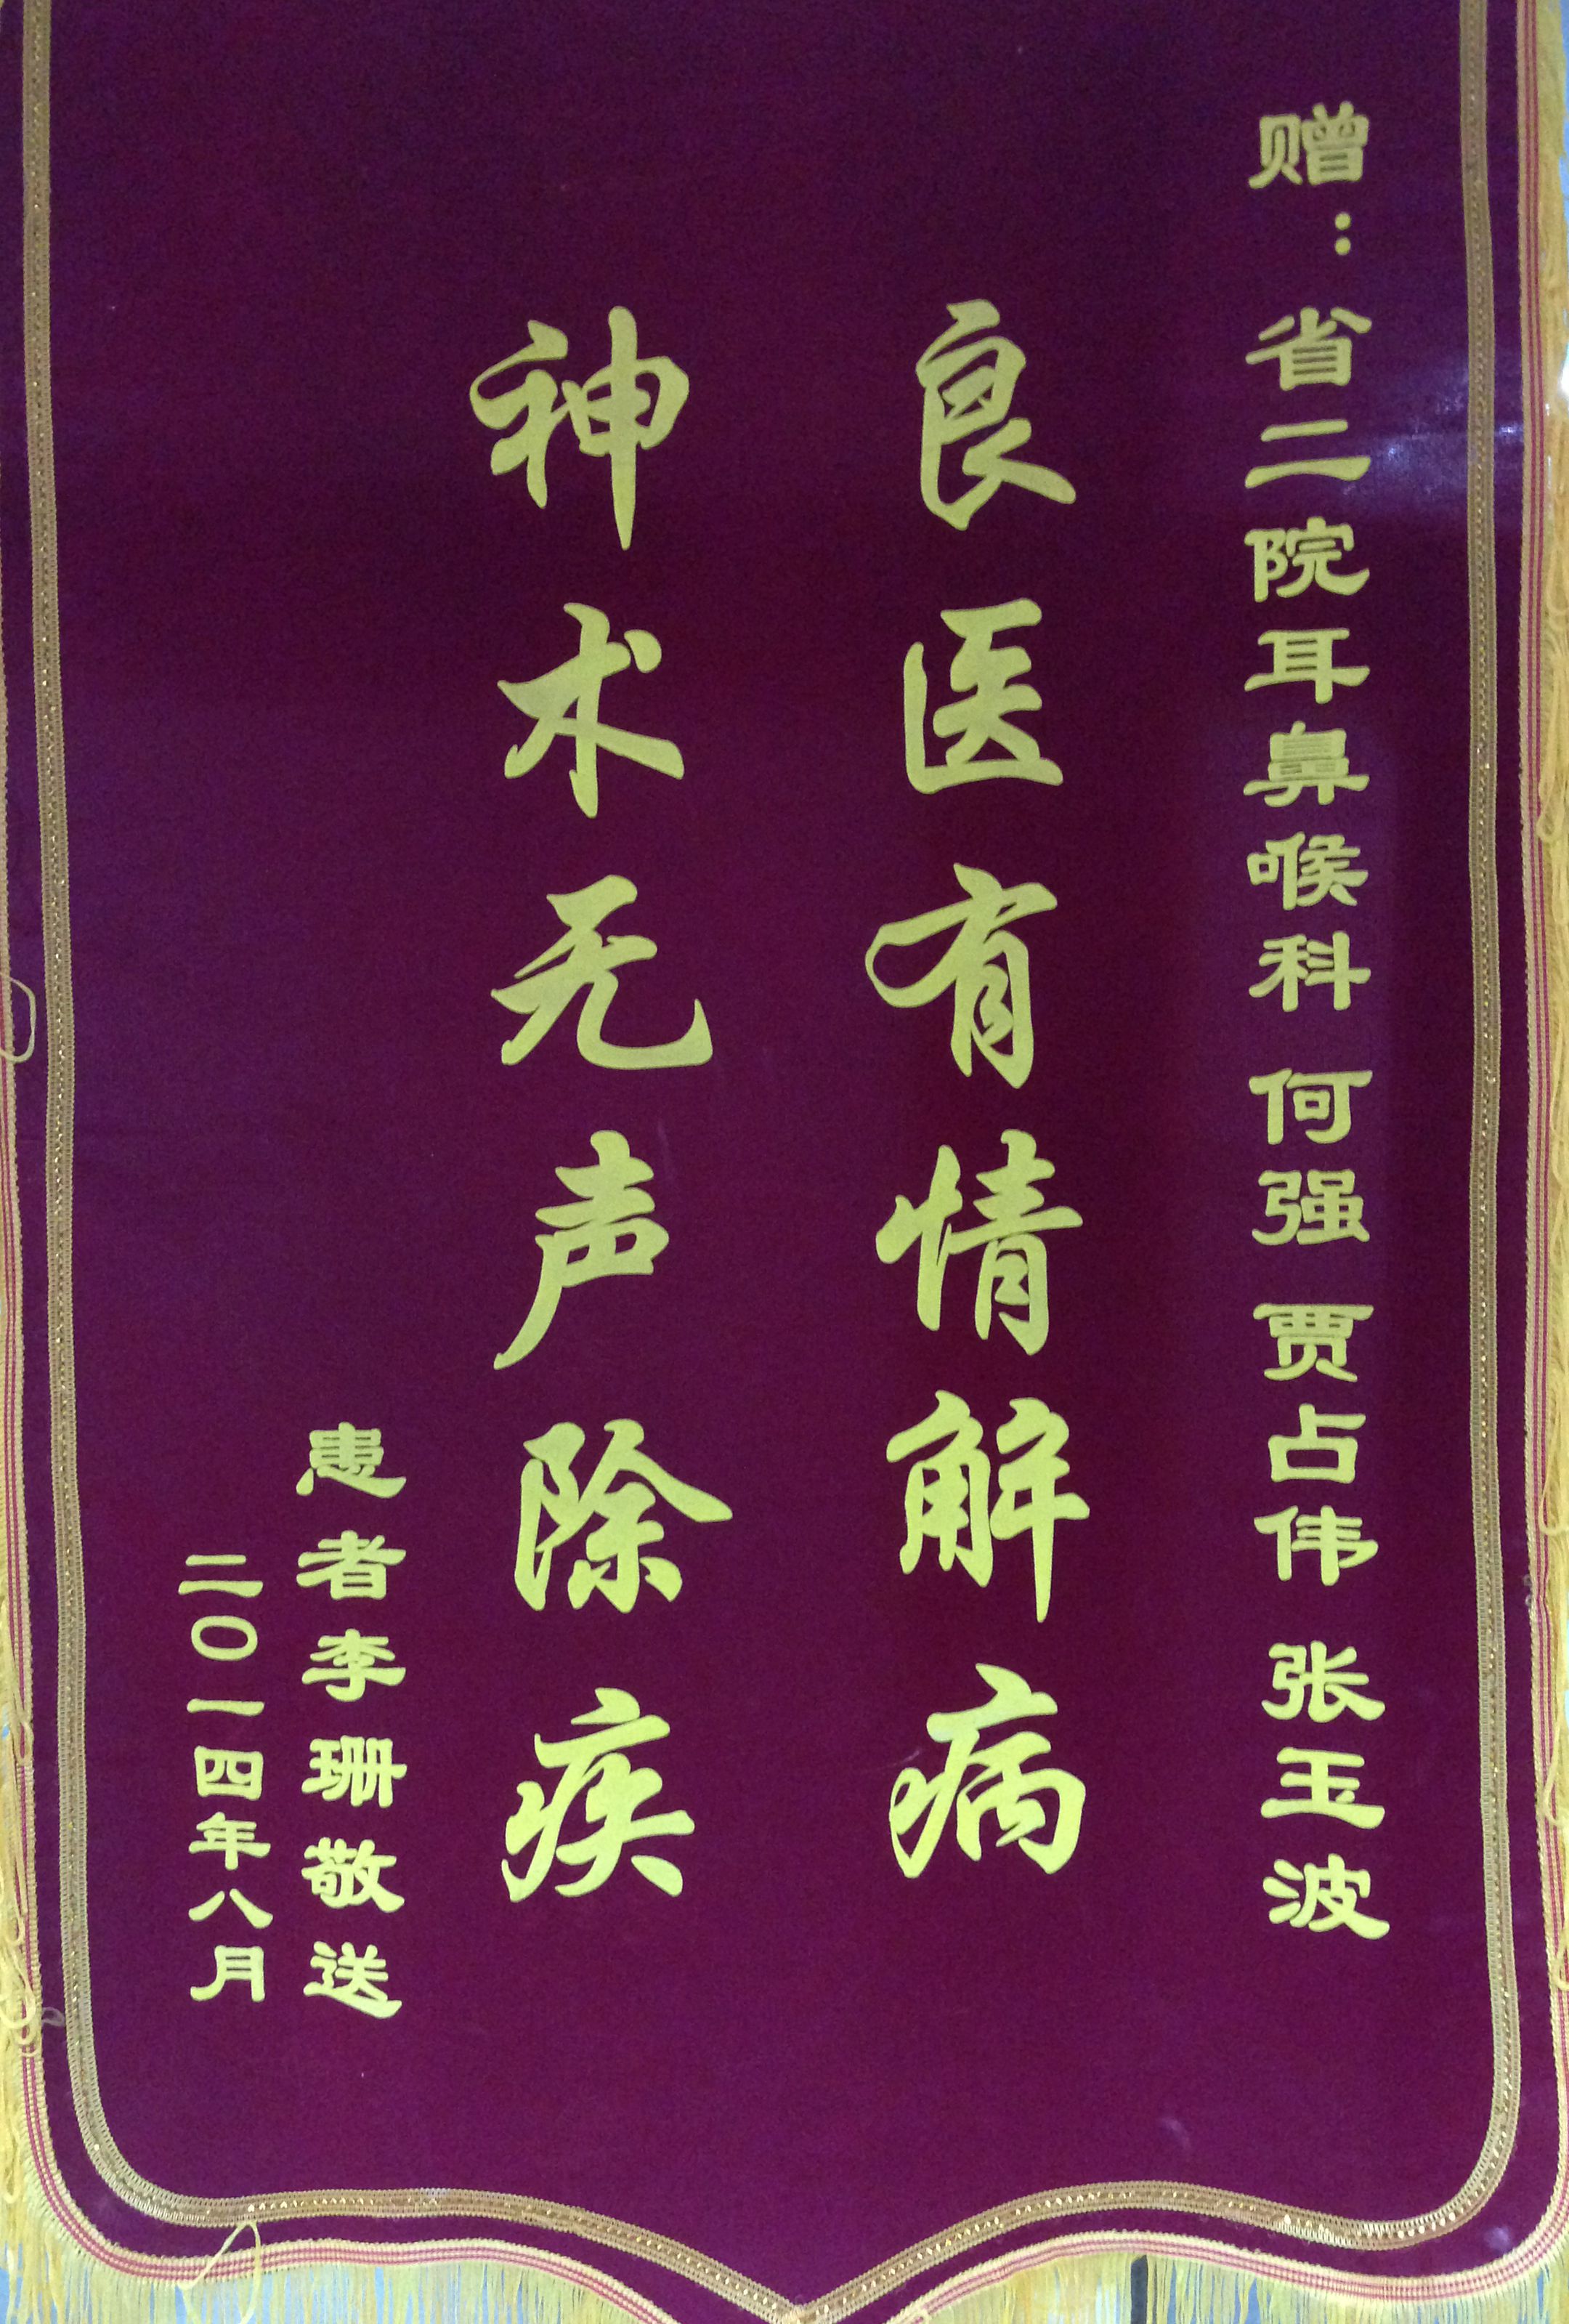 赠：省二院耳鼻喉科 何强 贾占伟 张玉波
良医有情解病
神术无声除疾
患者李珊敬送
二〇一四年八月